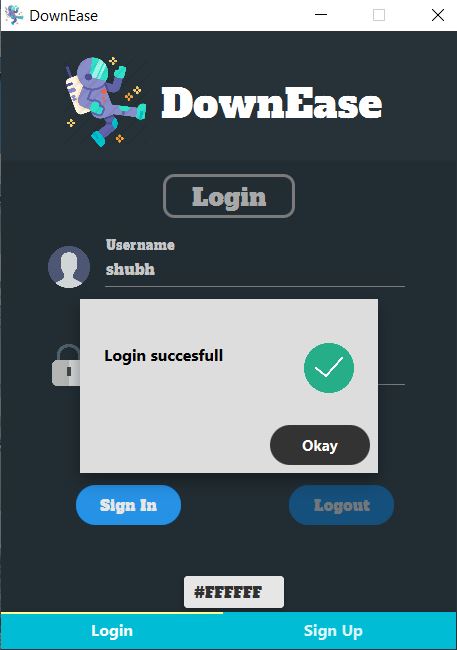 DownEase
DownEase
Login
Username
shubh
Login succesfull
Okay
Sign In
Logout
#FFFFFF
Login
Sign Up